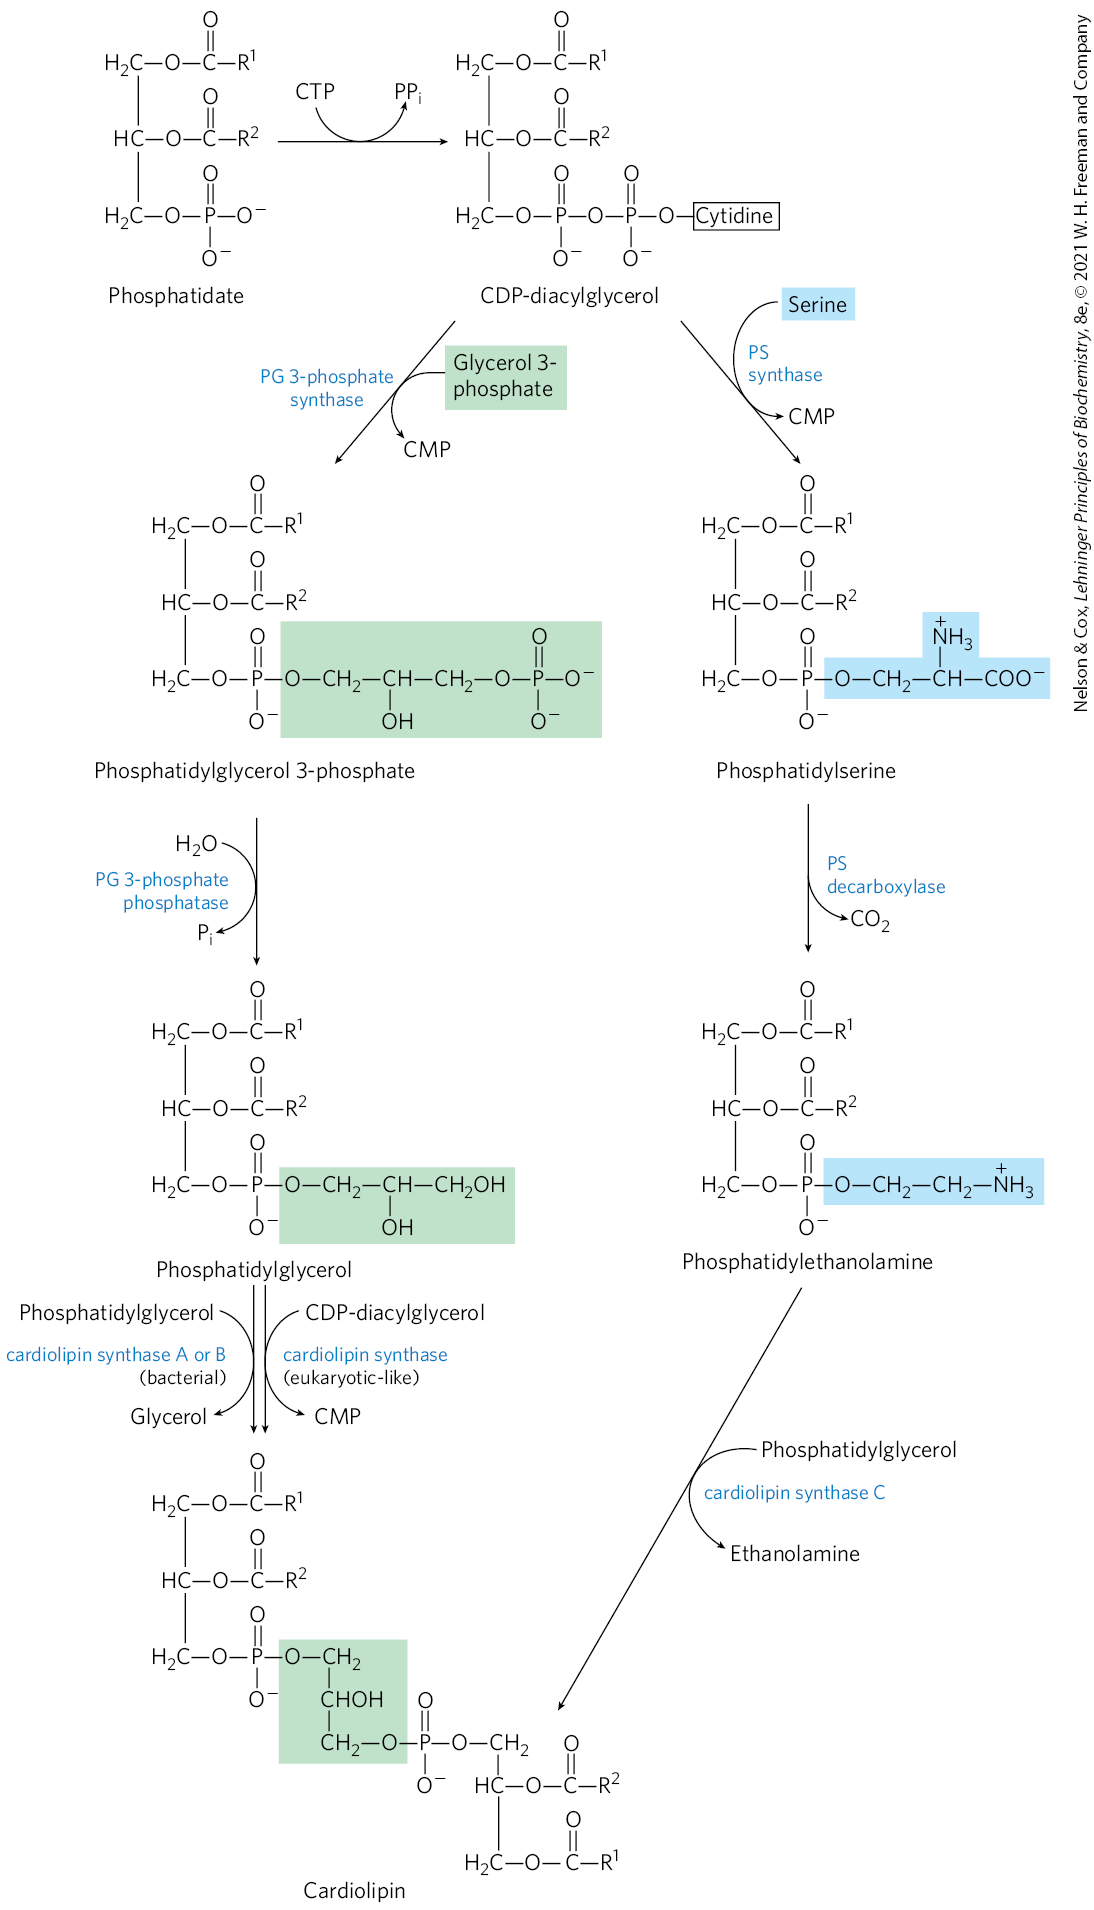 O
H₂C—O—C—R¹
O
HC—O—C—R²
O
H₂C—O—P—O⁻
O⁻
Phosphatidate
CTP
PPᵢ
O
H₂C—O—C—R¹
O
HC—O—C—R²
O O
H₂C—O—P—O—P—O—Cytidine
O⁻ O⁻
CDP-diacylglycerol
PG 3-phosphate
synthase
Glycerol 3-
phosphate
CMP
Serine
PS
synthase
CMP
O
H₂C—O—C—R¹
O
HC—O—C—R²
O O
H₂C—O—P—O—CH₂—CH—CH₂—O—P—O⁻
O⁻ OH O⁻
Phosphatidylglycerol 3-phosphate
O
H₂C—O—C—R¹
O
HC—O—C—R²
O +NH₃
H₂C—O—P—O—CH₂—CH—COO⁻
O⁻
Phosphatidylserine
H₂O
PG 3-phosphate
phosphatase
Pᵢ
PS
decarboxylase
CO₂
O
H₂C—O—C—R¹
O
HC—O—C—R²
O
H₂C—O—P—O—CH₂—CH—CH₂OH
O⁻ OH
Phosphatidylglycerol
O
H₂C—O—C—R¹
O
HC—O—C—R²
O
H₂C—O—P—O—CH₂—CH₂—+NH₃
O⁻
Phosphatidylethanolamine
Phosphatidylglycerol
cardiolipin synthase A or B
(bacterial)
Glycerol
CDP-diacylglycerol
cardiolipin synthase
(eukaryotic-like)
CMP
Phosphatidylglycerol
cardiolipin synthase C
Ethanolamine
O
H₂C—O—C—R¹
O
HC—O—C—R²
O
H₂C—O—P—O—CH₂
O⁻ CHOH O
CH₂—O—P—O—CH₂ O
O⁻ HC—O—C—R²
O
H₂C—O—C—R¹
Cardiolipin
Nelson & Cox, Lehninger Principles of Biochemistry, 8e, © 2021 W. H. Freeman and Company